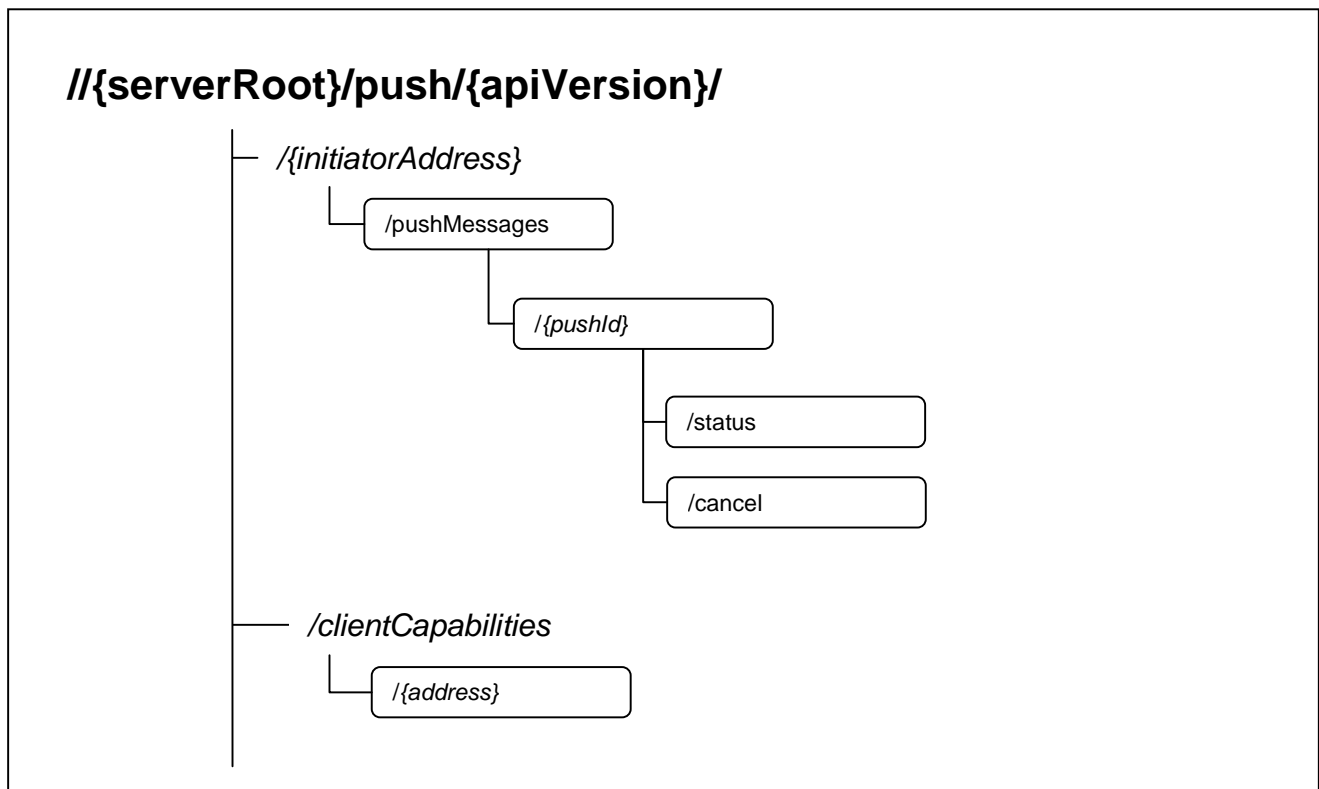 //{serverRoot}/push/{apiVersion}/
/{initiatorAddress}
/pushMessages
/{pushId}
/status
/cancel
/clientCapabilities
/{address}